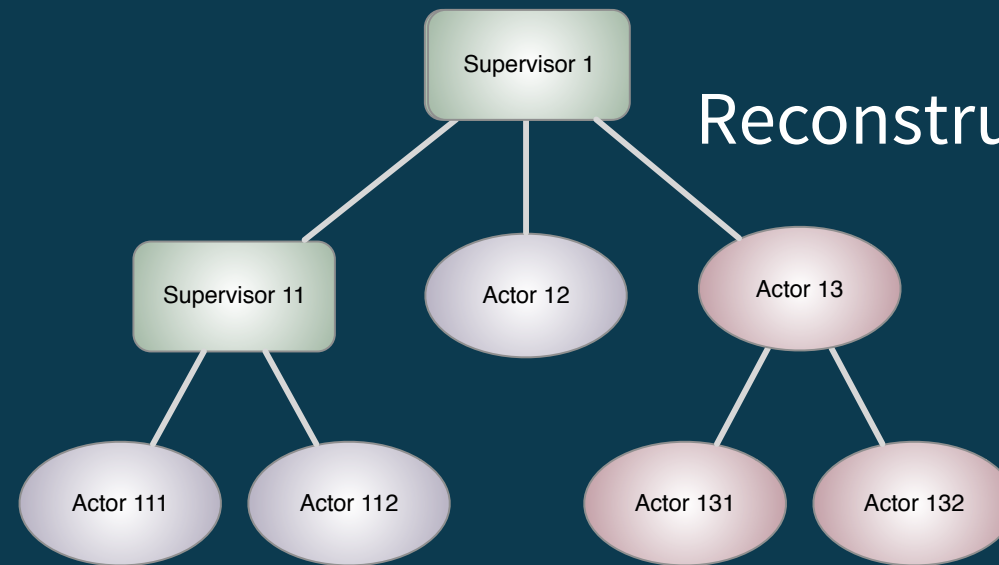 Supervisor 1
Reconstru
Supervisor 11
Actor 12
Actor 13
Actor 111
Actor 112
Actor 131
Actor 132